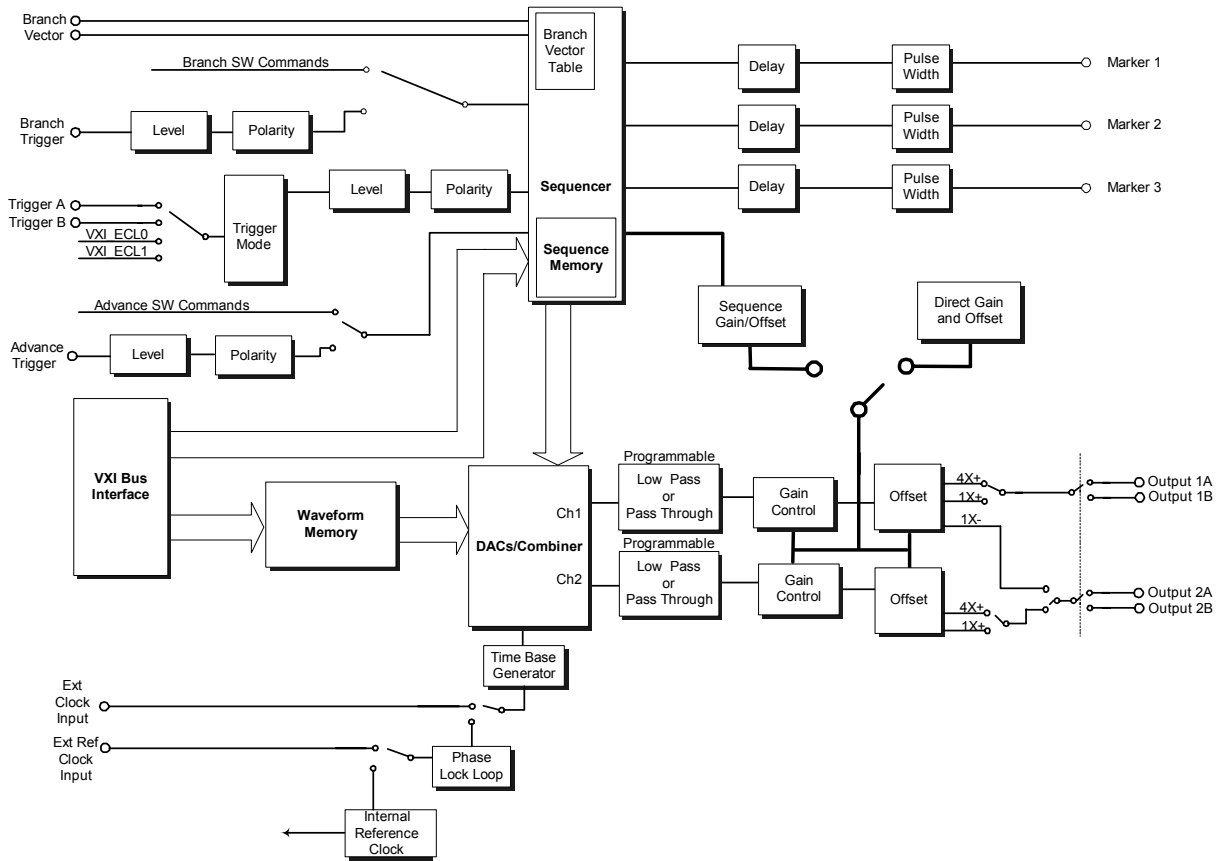 Branch
Vector
Branch SW Commands
Branch
Trigger
Level
Polarity
Branch
Vector
Table
Sequencer
Sequence
Memory
Delay
Pulse
Width
Marker 1
Delay
Pulse
Width
Marker 2
Delay
Pulse
Width
Marker 3
Trigger A
Trigger B
VXI_ECL0
VXI_ECL1
Trigger
Mode
Level
Polarity
Advance SW Commands
Advance
Trigger
Level
Polarity
Sequence
Gain/Offset
Direct Gain
and Offset
VXI Bus
Interface
Waveform
Memory
DACs/Combiner
Ch1
Ch2
Programmable
Low Pass
or
Pass Through
Programmable
Low Pass
or
Pass Through
Gain
Control
Gain
Control
Offset
4X+
1X+
1X-
Offset
4X+
1X+
Output 1A
Output 1B
Output 2A
Output 2B
Time Base
Generator
Ext
Clock
Input
Ext Ref
Clock
Input
Phase
Lock Loop
Internal
Reference
Clock